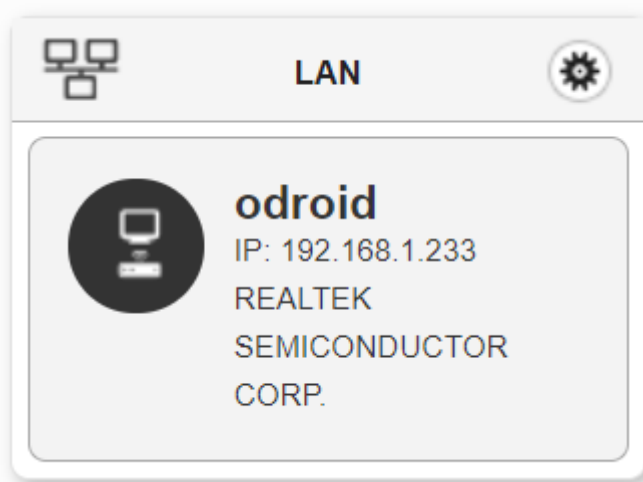 LAN
odroid
IP: 192.168.1.233
REALTEK
SEMICONDUCTOR
CORP.